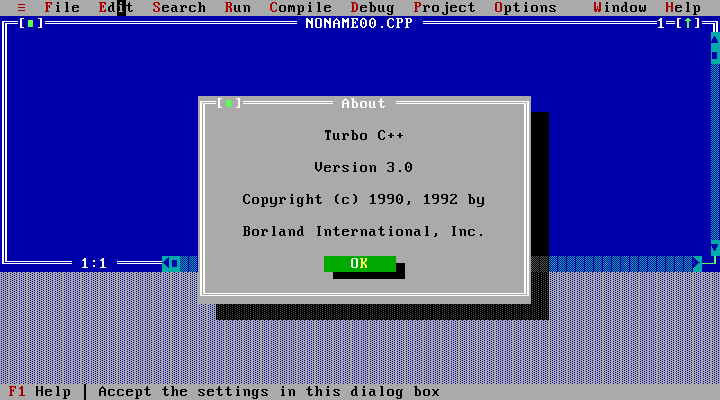 ≡ File Edit Search Run Compile Debug Project Options Window Help
NONAME00.CPP 1=[↑]
About
Turbo C++
Version 3.0
Copyright (c) 1990, 1992 by
Borland International, Inc.
OK
1:1
F1 Help | Accept the settings in this dialog box